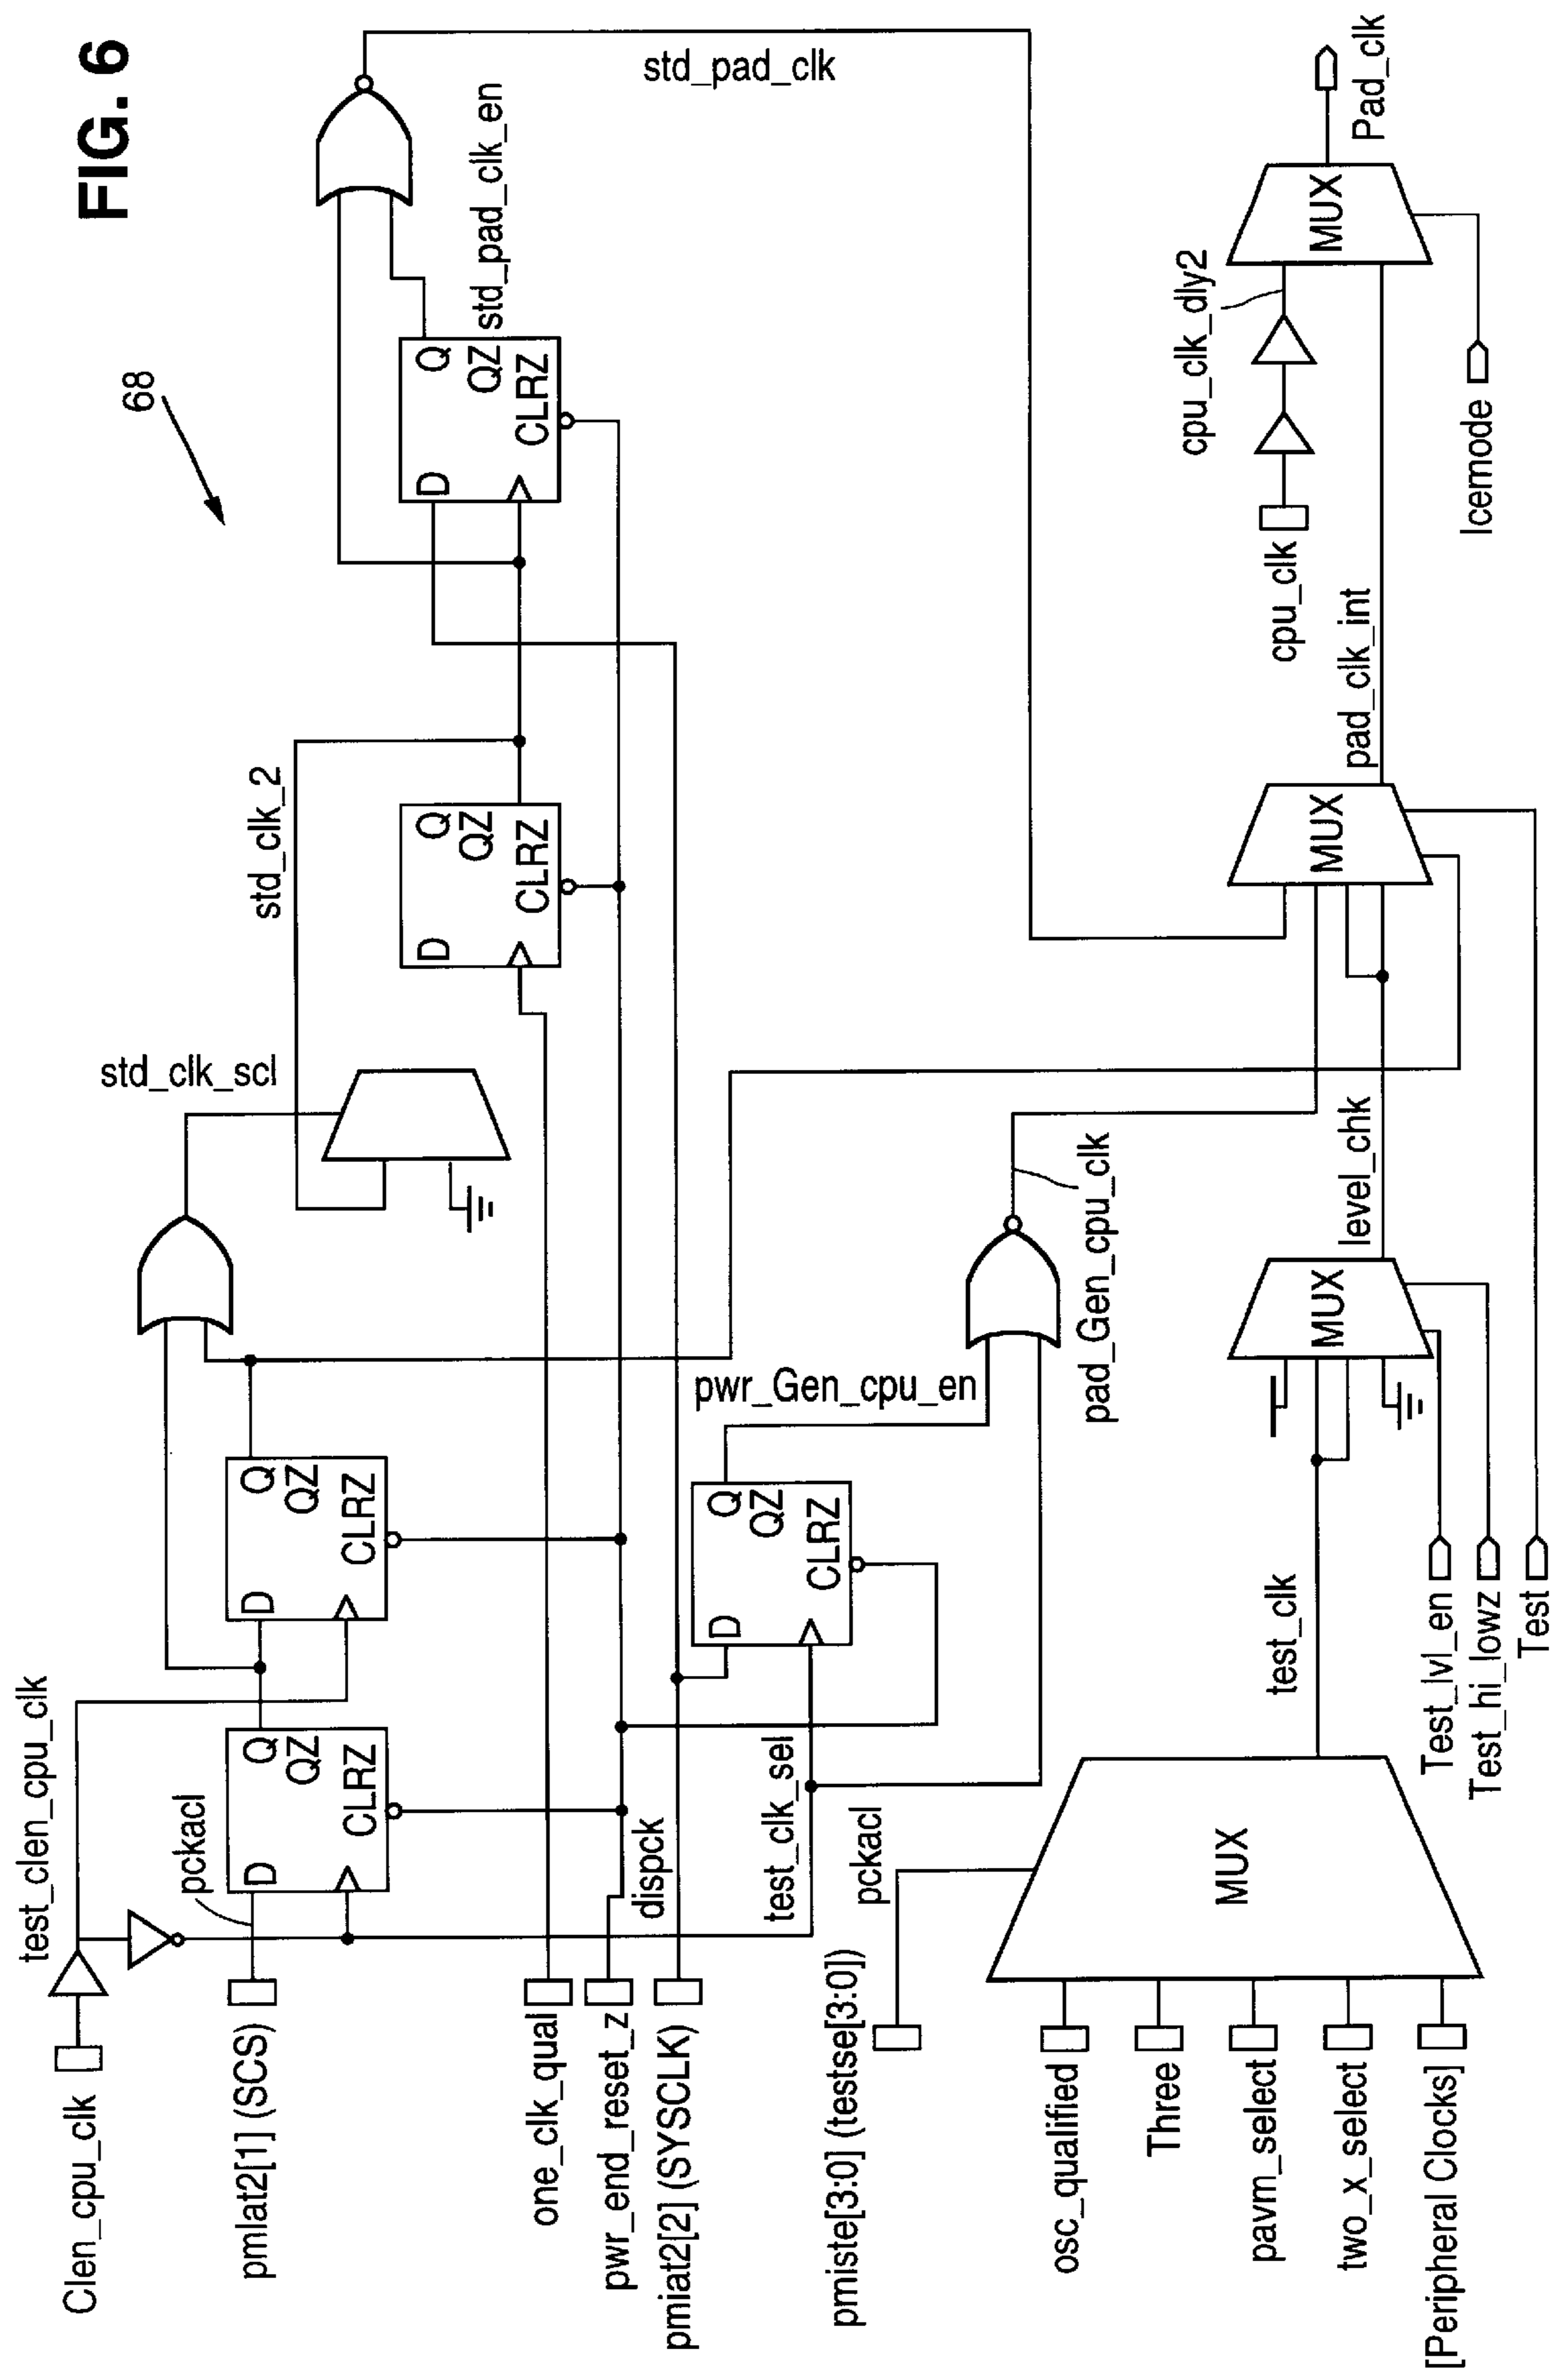 FIG. 6
68
std_pad_clk
std_pad_clk_en
D
Q
QZ
CLRZ
std_clk_2
D
Q
QZ
CLRZ
std_clk_scl
test_clen_cpu_clk
Clen_cpu_clk
pckacl
D
Q
QZ
CLRZ
D
Q
QZ
CLRZ
pmlat2[1] (SCS)
one_clk_qual
pwr_end_reset_z
dispck
pmiat2[2] (SYSCLK)
test_clk_sel
D
Q
QZ
CLRZ
pwr_Gen_cpu_en
pad_Gen_cpu_clk
pmiste[3:0] (testse[3:0])
pckacl
MUX
osc_qualified
Three
pavm_select
two_x_select
[Peripheral Clocks]
test_clk
MUX
level_chk
Test_lvl_en
Test_hi_lowz
Test
MUX
pad_clk_int
cpu_clk
cpu_clk_dly2
Icemode
MUX
Pad_clk